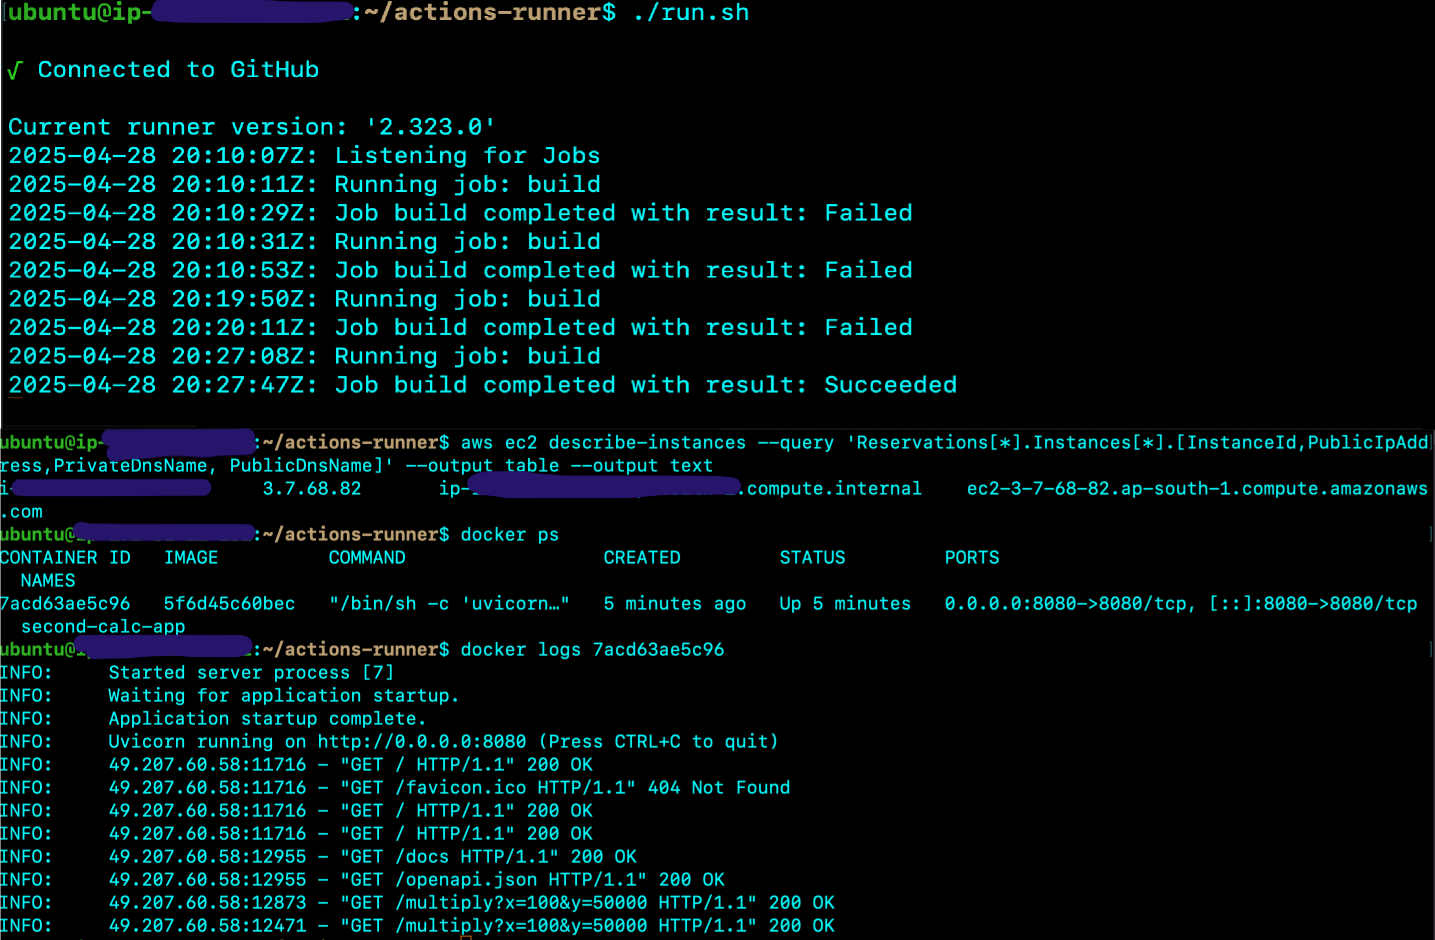 ubuntu@ip-:~/actions-runner$ ./run.sh
√ Connected to GitHub
Current runner version: '2.323.0'
2025-04-28 20:10:07Z: Listening for Jobs
2025-04-28 20:10:11Z: Running job: build
2025-04-28 20:10:29Z: Job build completed with result: Failed
2025-04-28 20:10:31Z: Running job: build
2025-04-28 20:10:53Z: Job build completed with result: Failed
2025-04-28 20:19:50Z: Running job: build
2025-04-28 20:20:11Z: Job build completed with result: Failed
2025-04-28 20:27:08Z: Running job: build
2025-04-28 20:27:47Z: Job build completed with result: Succeeded
ubuntu@ip-:~/actions-runner$ aws ec2 describe-instances --query 'Reservations[*].Instances[*].[InstanceId,PublicIpAdd
ress,PrivateDnsName, PublicDnsName]' --output table --output text
i- 3.7.68.82 ip-.compute.internal ec2-3-7-68-82.ap-south-1.compute.amazonaws
.com
ubuntu@:~/actions-runner$ docker ps
CONTAINER ID IMAGE COMMAND CREATED STATUS PORTS
NAMES
7acd63ae5c96 5f6d45c60bec "/bin/sh -c 'uvicorn…" 5 minutes ago Up 5 minutes 0.0.0.0:8080->8080/tcp, [::]:8080->8080/tcp
second-calc-app
ubuntu@:~/actions-runner$ docker logs 7acd63ae5c96
INFO: Started server process [7]
INFO: Waiting for application startup.
INFO: Application startup complete.
INFO: Uvicorn running on http://0.0.0.0:8080 (Press CTRL+C to quit)
INFO: 49.207.60.58:11716 - "GET / HTTP/1.1" 200 OK
INFO: 49.207.60.58:11716 - "GET /favicon.ico HTTP/1.1" 404 Not Found
INFO: 49.207.60.58:11716 - "GET / HTTP/1.1" 200 OK
INFO: 49.207.60.58:11716 - "GET / HTTP/1.1" 200 OK
INFO: 49.207.60.58:12955 - "GET /docs HTTP/1.1" 200 OK
INFO: 49.207.60.58:12955 - "GET /openapi.json HTTP/1.1" 200 OK
INFO: 49.207.60.58:12873 - "GET /multiply?x=100&y=50000 HTTP/1.1" 200 OK
INFO: 49.207.60.58:12471 - "GET /multiply?x=100&y=50000 HTTP/1.1" 200 OK